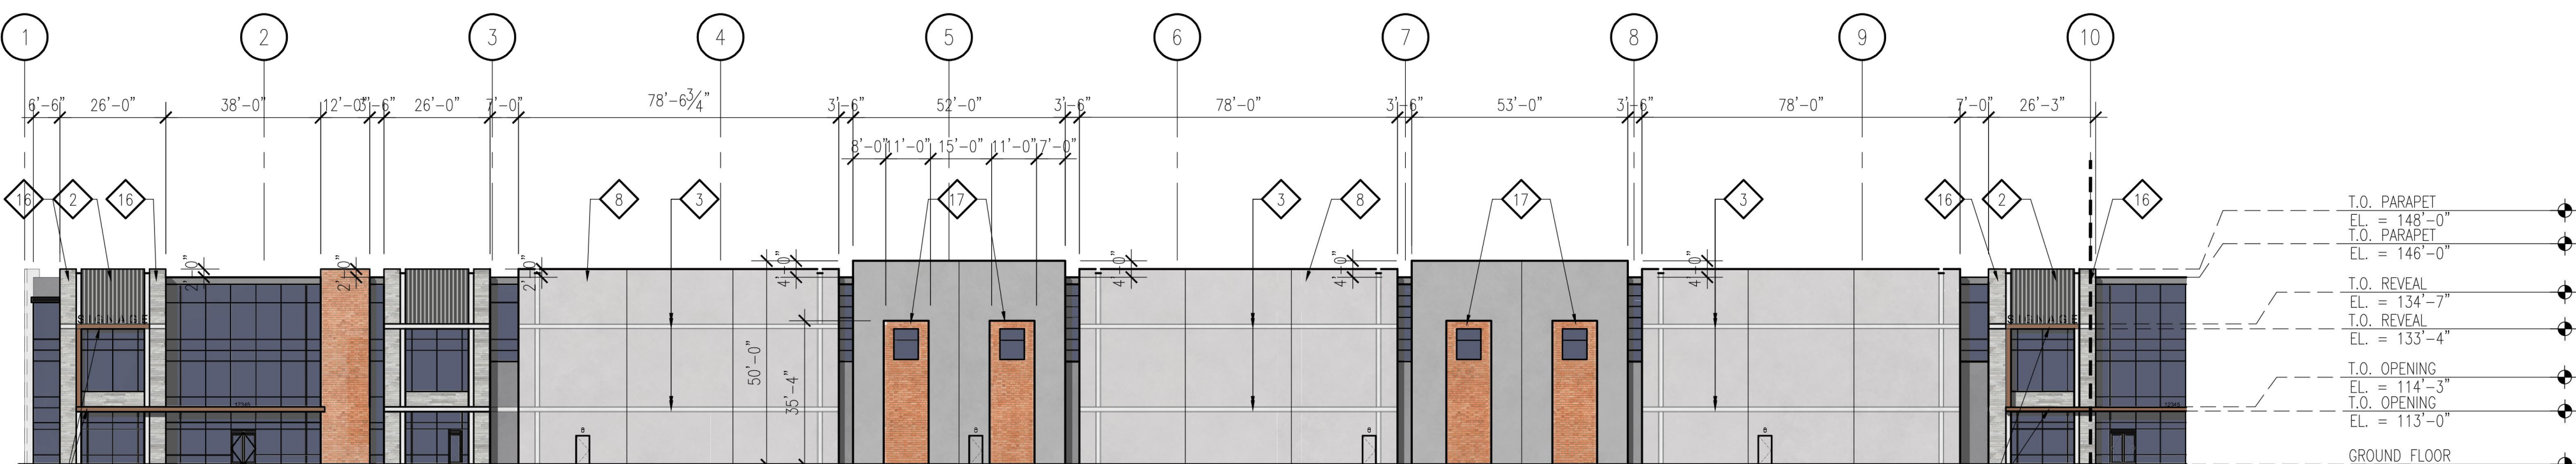 1 2 3 4 5 6 7 8 9 10
6'-6" 26'-0" 38'-0" 12'-0" 3'-6" 26'-0" 7'-0" 78'-6 3/4" 3'-6" 52'-0" 3'-6" 78'-0" 3'-6" 53'-0" 3'-6" 78'-0" 7'-0" 26'-3"
8'-0" 11'-0" 15'-0" 11'-0" 7'-0"
16 2 16 8 3 17 3 8 17 3 16 2 16
T.O. PARAPET
EL. = 148'-0"
T.O. PARAPET
EL. = 146'-0"
2'-0" 2'-0" 2'-0" 4'-0" 4'-0" 4'-0" 4'-0"
T.O. REVEAL
EL. = 134'-7"
SIGNAGE SIGNAGE
T.O. REVEAL
EL. = 133'-4"
50'-0"
35'-4"
T.O. OPENING
EL. = 114'-3"
12345 12345
T.O. OPENING
EL. = 113'-0"
GROUND FLOOR